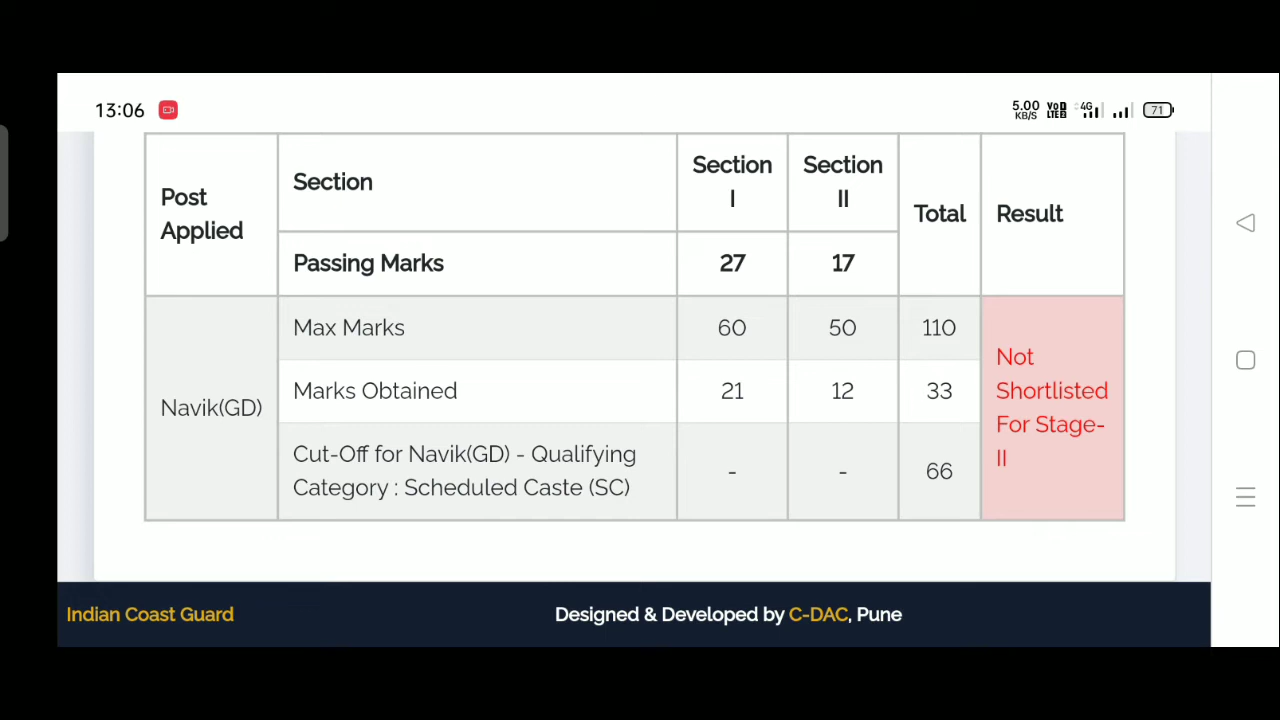 13:06
5.00 KB/S VoD LTE2 4G 71
Post Applied
Section
Section I
Section II
Total
Result
Passing Marks
27
17
Navik(GD)
Max Marks
60
50
110
Marks Obtained
21
12
33
Cut-Off for Navik(GD) - Qualifying
Category : Scheduled Caste (SC)
-
-
66
Not
Shortlisted
For Stage-
II
Indian Coast Guard
Designed & Developed by C-DAC, Pune